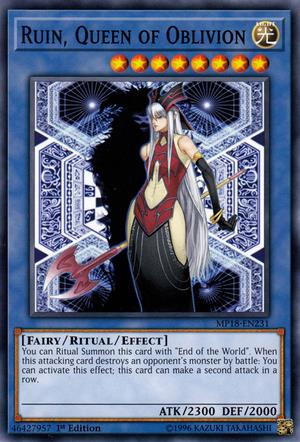 Ruin, Queen of Oblivion
LIGHT
光
MP18-EN231
[Fairy/Ritual/Effect]
You can Ritual Summon this card with "End of the World". When
this attacking card destroys an opponent's monster by battle: You
can activate this effect; this card can make a second attack in a
row.
ATK/2300 DEF/2000
46427957 1st Edition ©1996 KAZUKI TAKAHASHI